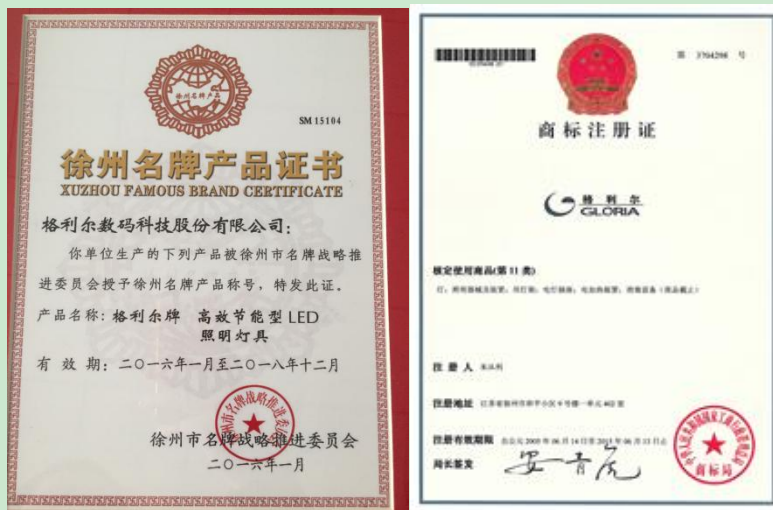 徐州名牌产品
SM 15104
徐州名牌产品证书
XUZHOU FAMOUS BRAND CERTIFICATE
格利尔数码科技股份有限公司：
你单位生产的下列产品被徐州市名牌战略推
进委员会授予徐州名牌产品称号，特发此证。
产品名称：格利尔牌 高效节能型 LED
照明灯具
有 效 期：二〇一六年一月至二〇一八年十二月
徐州市名牌战略推进委员会
二〇一六年一月
第 3704298 号
商标注册证
格利尔
GLORIA
核定使用商品(第 11 类)
注 册 人
注册地址
注册有效期限
局长签发
商标局